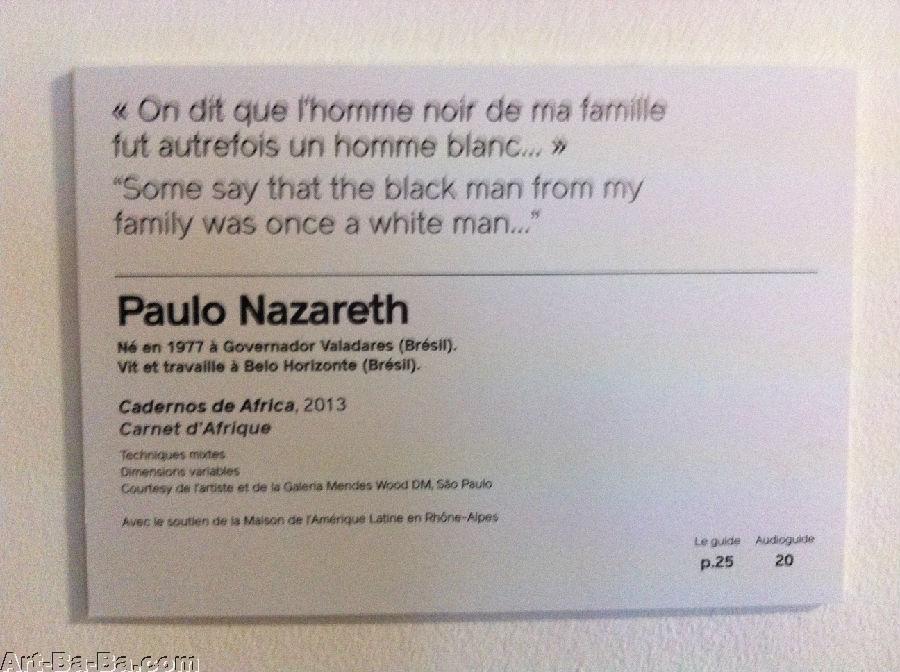 « On dit que l'homme noir de ma famille
fut autrefois un homme blanc... »
"Some say that the black man from my
family was once a white man..."
Paulo Nazareth
Né en 1977 à Governador Valadares (Brésil).
Vit et travaille à Belo Horizonte (Brésil).
Cadernos de Africa, 2013
Carnet d'Afrique
Techniques mixtes
Dimensions variables
Courtesy de l'artiste et de la Galeria Mendes Wood DM, São Paulo
Avec le soutien de la Maison de l'Amérique Latine en Rhône-Alpes
Le guide Audioguide
p.25 20
Art-Ba-Ba.com